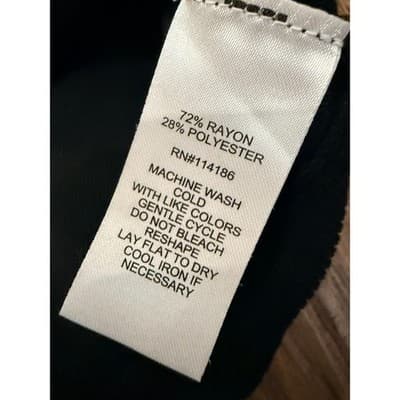 72% RAYON
28% POLYESTER
RN#114186
MACHINE WASH
COLD
WITH LIKE COLORS
GENTLE CYCLE
DO NOT BLEACH
RESHAPE
LAY FLAT TO DRY
COOL IRON IF
NECESSARY